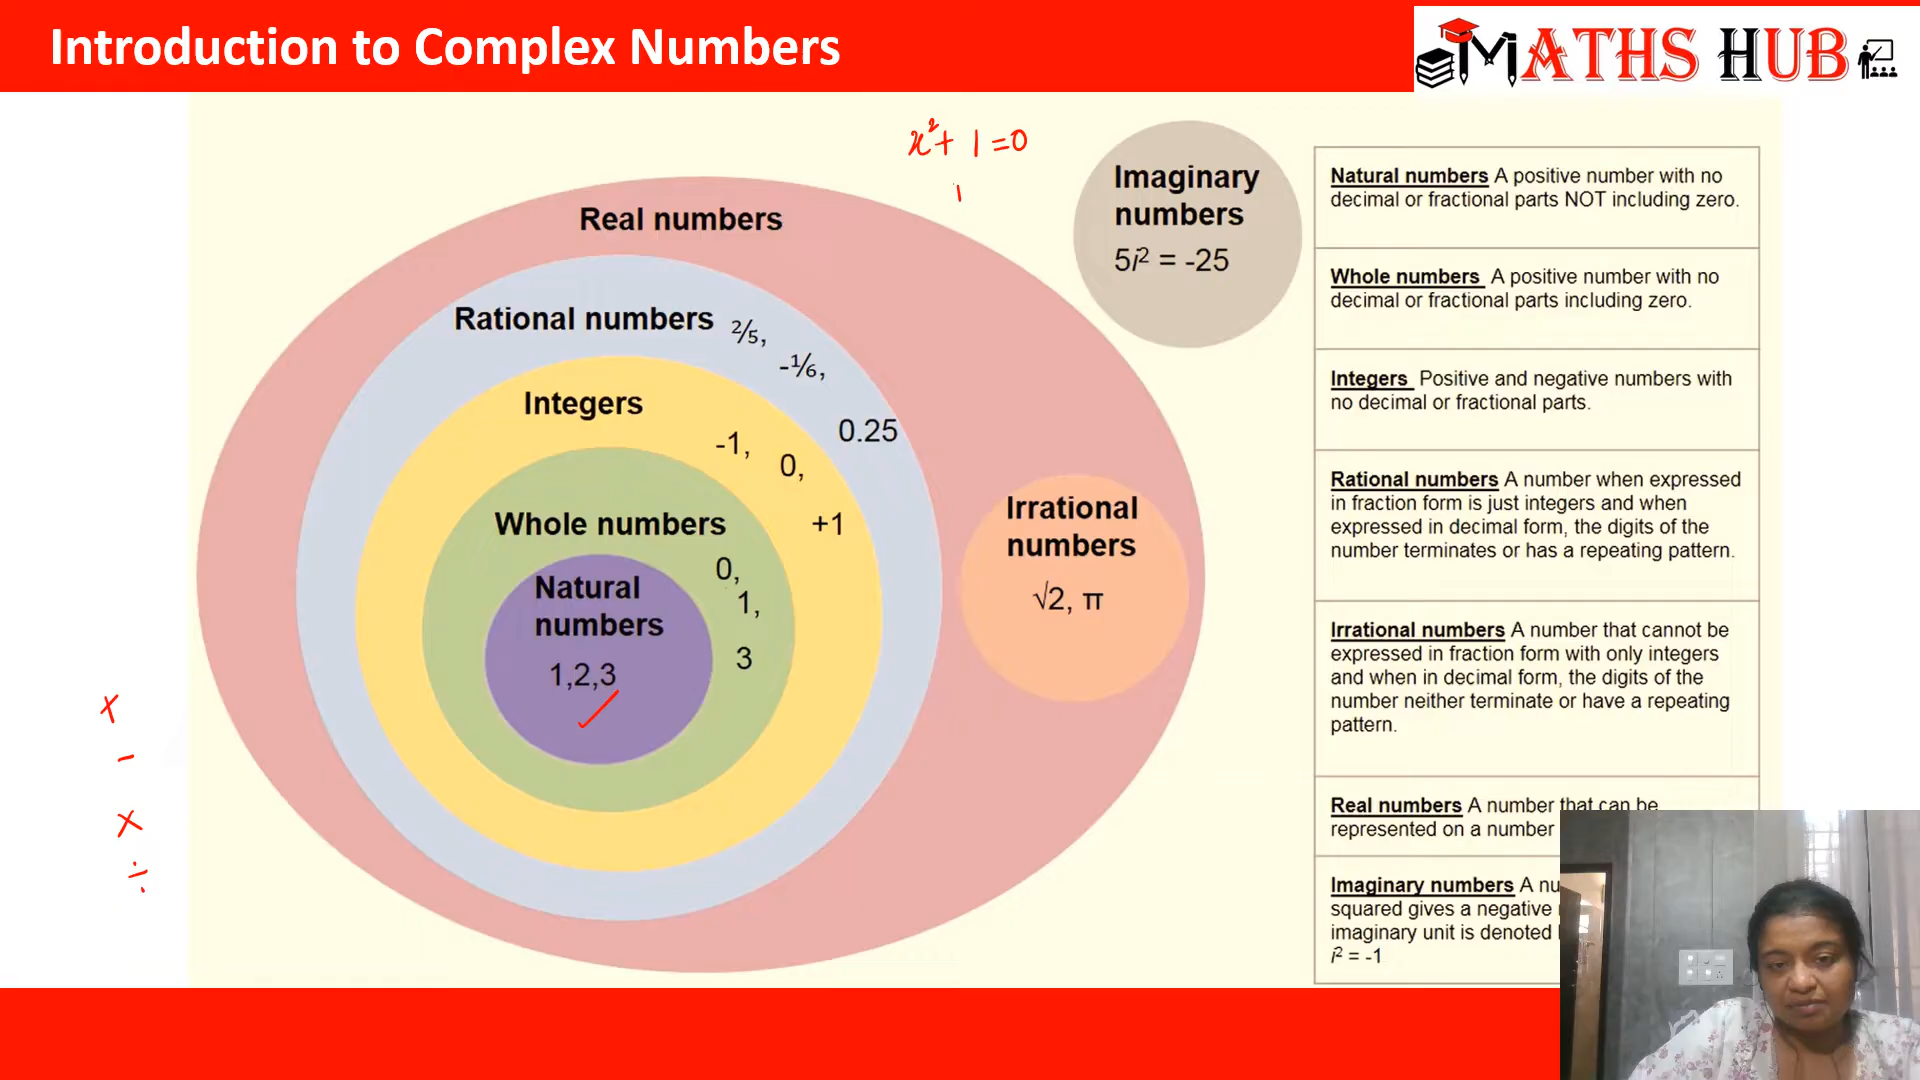 Introduction to Complex Numbers
MATHS HUB
x² + 1 = 0
1
Imaginary
numbers
5i² = -25
Real numbers
Rational numbers
⅖,
-⅙,
0.25
Integers
-1,
0,
+1
Whole numbers
0,
1,
3
Natural
numbers
1,2,3
Irrational
numbers
√2, π
+
-
×
÷
Natural numbers A positive number with no
decimal or fractional parts NOT including zero.
Whole numbers A positive number with no
decimal or fractional parts including zero.
Integers Positive and negative numbers with
no decimal or fractional parts.
Rational numbers A number when expressed
in fraction form is just integers and when
expressed in decimal form, the digits of the
number terminates or has a repeating pattern.
Irrational numbers A number that cannot be
expressed in fraction form with only integers
and when in decimal form, the digits of the
number neither terminate or have a repeating
pattern.
Real numbers A number that can be
represented on a number
Imaginary numbers A
squared gives a negative
imaginary unit is denoted
i² = -1